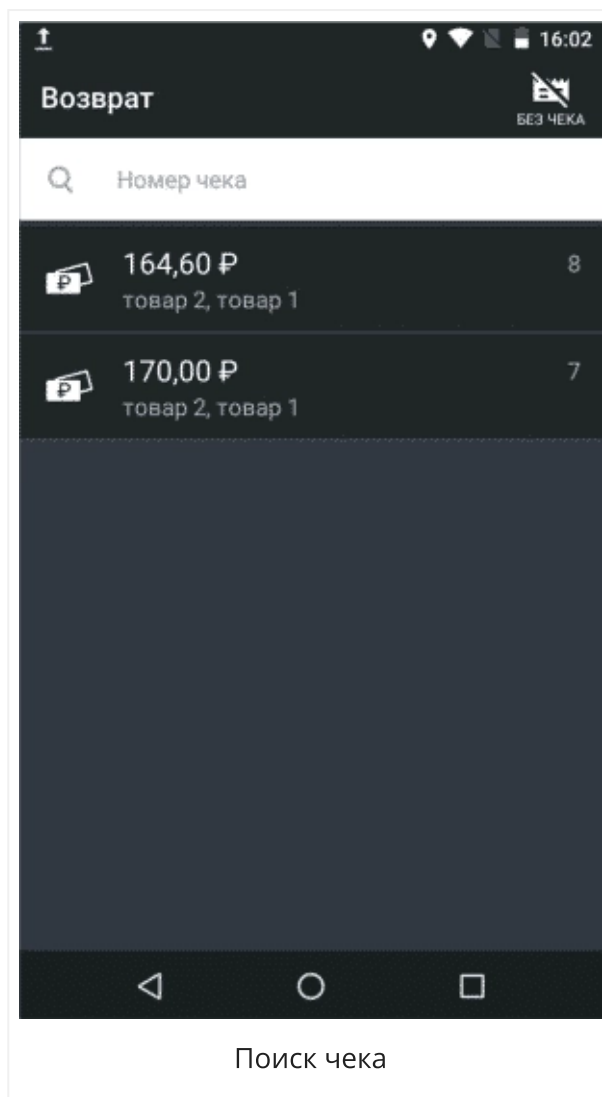 16:02
Возврат
БЕЗ ЧЕКА
Номер чека
164,60 ₽
8
товар 2, товар 1
170,00 ₽
7
товар 2, товар 1
Поиск чека